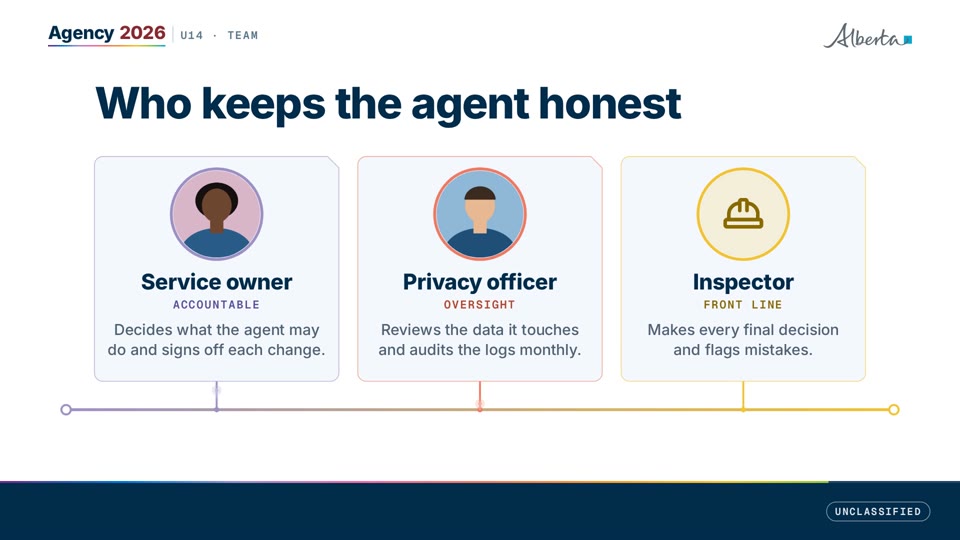 Agency 2026
U14 · TEAM
Alberta
Who keeps the agent honest
Service owner
ACCOUNTABLE
Decides what the agent may
do and signs off each change.
Privacy officer
OVERSIGHT
Reviews the data it touches
and audits the logs monthly.
Inspector
FRONT LINE
Makes every final decision
and flags mistakes.
UNCLASSIFIED